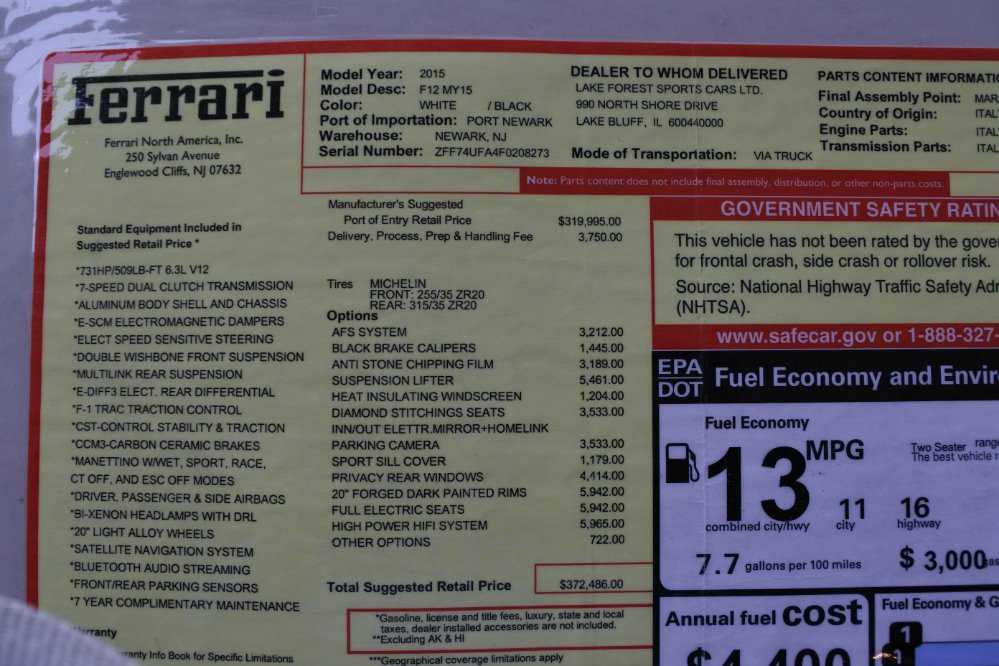 Ferrari
Ferrari North America, Inc.
250 Sylvan Avenue
Englewood Cliffs, NJ 07632
Model Year: 2015
Model Desc: F12 MY15
Color: WHITE / BLACK
Port of Importation: PORT NEWARK
Warehouse: NEWARK, NJ
Serial Number: ZFF74UFA4F0208273
DEALER TO WHOM DELIVERED
LAKE FOREST SPORTS CARS LTD.
990 NORTH SHORE DRIVE
LAKE BLUFF, IL 600440000
Mode of Transportation: VIA TRUCK
PARTS CONTENT INFORMATIO
Final Assembly Point: MAR
Country of Origin: ITAL
Engine Parts: ITAL
Transmission Parts: ITAL
Note: Parts content does not include final assembly, distribution, or other non-parts costs.
Standard Equipment Included in
Suggested Retail Price *
*731HP/509LB-FT 6.3L V12
*7-SPEED DUAL CLUTCH TRANSMISSION
*ALUMINUM BODY SHELL AND CHASSIS
*E-SCM ELECTROMAGNETIC DAMPERS
*ELECT SPEED SENSITIVE STEERING
*DOUBLE WISHBONE FRONT SUSPENSION
*MULTILINK REAR SUSPENSION
*E-DIFF3 ELECT. REAR DIFFERENTIAL
*F-1 TRAC TRACTION CONTROL
*CST-CONTROL STABILITY & TRACTION
*CCM3-CARBON CERAMIC BRAKES
*MANETTINO W/WET, SPORT, RACE,
CT OFF, AND ESC OFF MODES
*DRIVER, PASSENGER & SIDE AIRBAGS
*BI-XENON HEADLAMPS WITH DRL
*20" LIGHT ALLOY WHEELS
*SATELLITE NAVIGATION SYSTEM
*BLUETOOTH AUDIO STREAMING
*FRONT/REAR PARKING SENSORS
*7 YEAR COMPLIMENTARY MAINTENANCE
rranty
ranty Info Book for Specific Limitations
Manufacturer's Suggested
Port of Entry Retail Price $319,995.00
Delivery, Process, Prep & Handling Fee 3,750.00
Tires MICHELIN
FRONT: 255/35 ZR20
REAR: 315/35 ZR20
Options
AFS SYSTEM 3,212.00
BLACK BRAKE CALIPERS 1,445.00
ANTI STONE CHIPPING FILM 3,189.00
SUSPENSION LIFTER 5,461.00
HEAT INSULATING WINDSCREEN 1,204.00
DIAMOND STITCHINGS SEATS 3,533.00
INN/OUT ELETTR.MIRROR+HOMELINK
PARKING CAMERA 3,533.00
SPORT SILL COVER 1,179.00
PRIVACY REAR WINDOWS 4,414.00
20" FORGED DARK PAINTED RIMS 5,942.00
FULL ELECTRIC SEATS 5,942.00
HIGH POWER HIFI SYSTEM 5,965.00
OTHER OPTIONS 722.00
Total Suggested Retail Price $372,486.00
*Gasoline, license and title fees, luxury, state and local
taxes, dealer installed accessories are not included.
**Excluding AK & HI
***Geographical coverage limitations apply
GOVERNMENT SAFETY RATIN
This vehicle has not been rated by the gove
for frontal crash, side crash or rollover risk.
Source: National Highway Traffic Safety Adr
(NHTSA).
www.safecar.gov or 1-888-327-
EPA
DOT
Fuel Economy and Envir
Fuel Economy
13 MPG
combined city/hwy
11
city
16
highway
Two Seater range
The best vehicle r
7.7 gallons per 100 miles
$ 3,000 gas
Annual fuel cost
$4,400
Fuel Economy & G
1
1